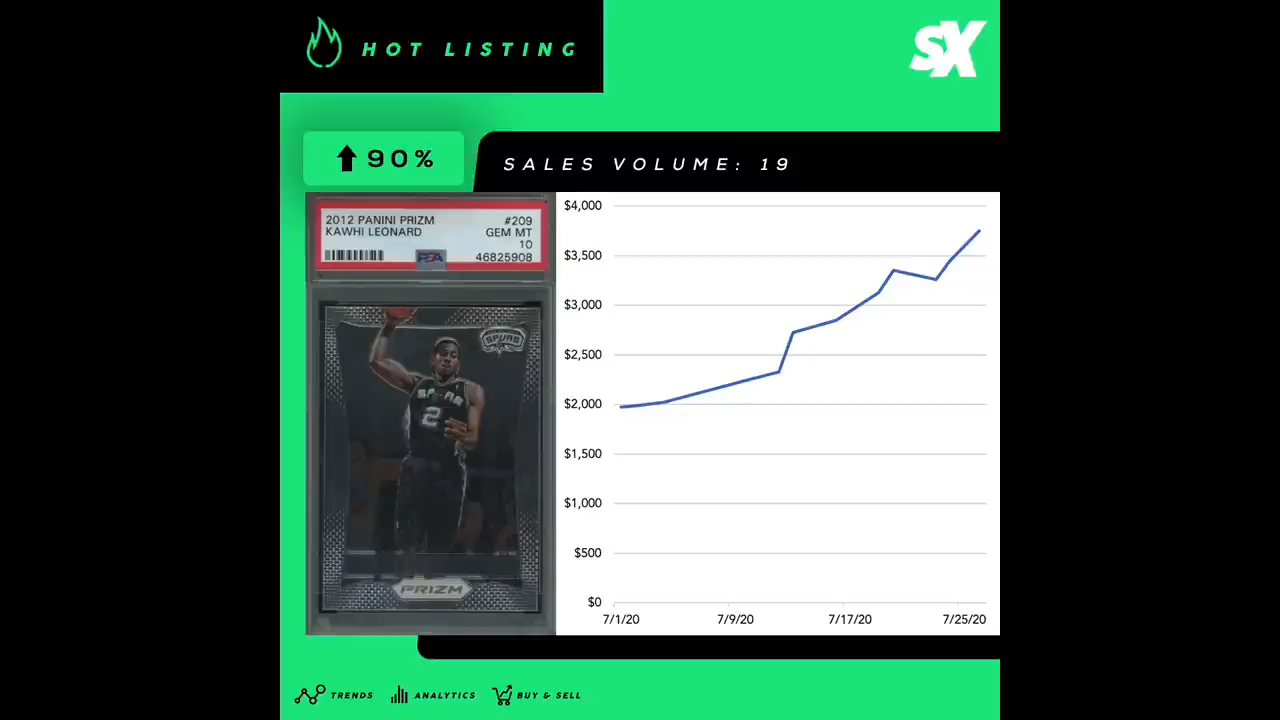 HOT LISTING
SX
90%
SALES VOLUME: 19
2012 PANINI PRIZM #209
KAWHI LEONARD GEM MT
10
PSA 46825908
SPURS
SPURS
2
PRIZM
$4,000
$3,500
$3,000
$2,500
$2,000
$1,500
$1,000
$500
$0
7/1/20 7/9/20 7/17/20 7/25/20
TRENDS ANALYTICS BUY & SELL